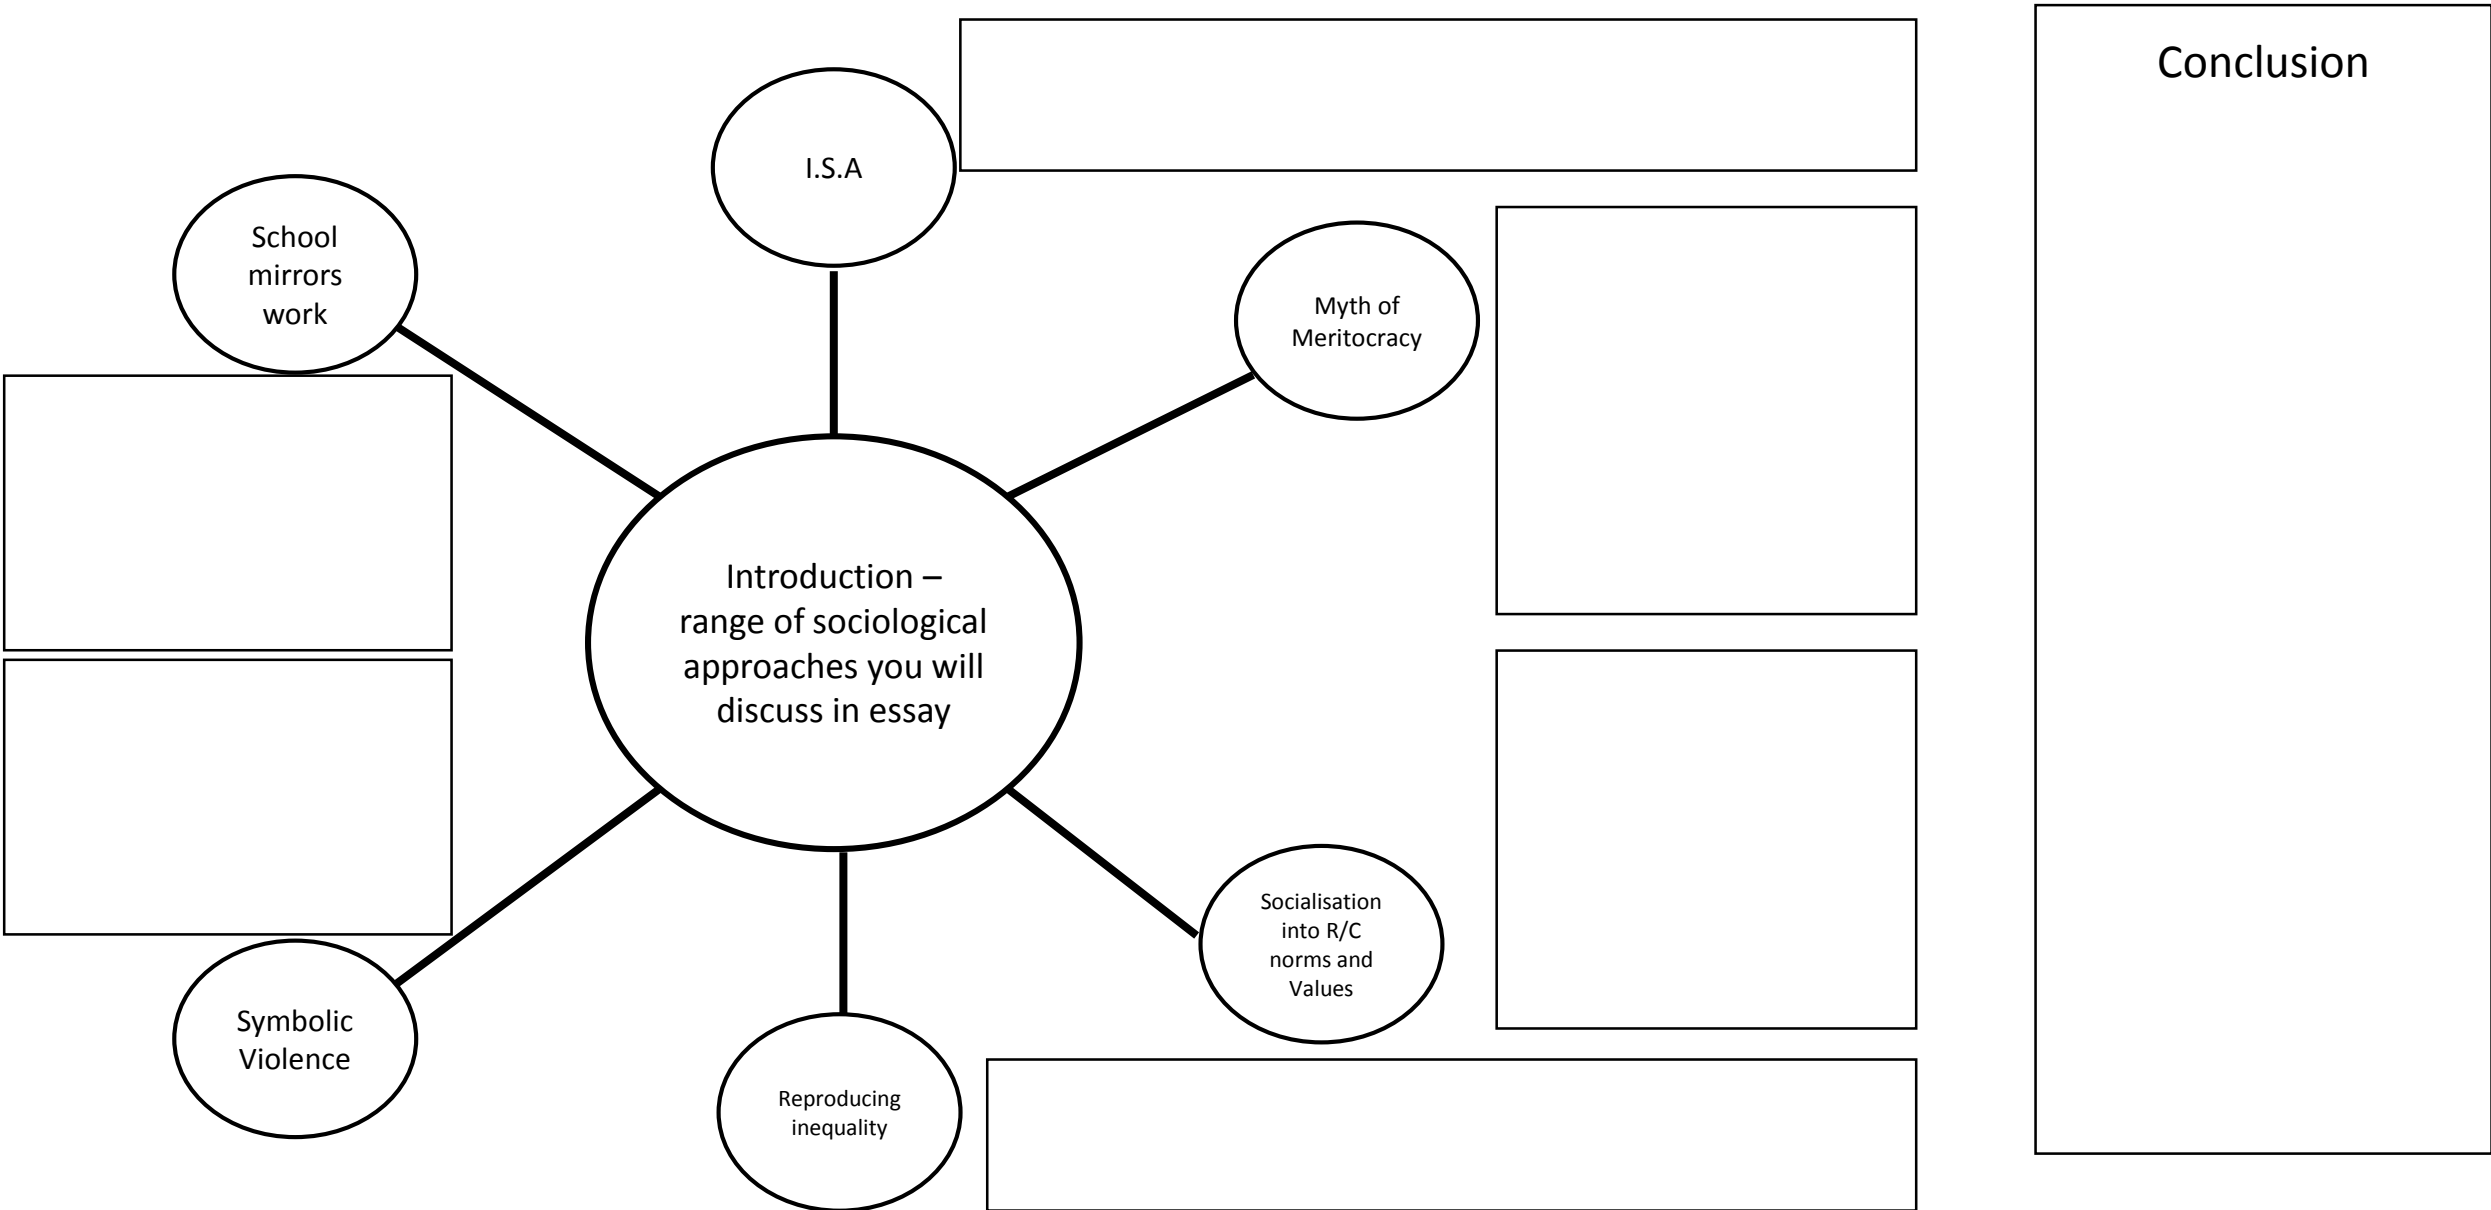 Conclusion
I.S.A
School
mirrors
work
Myth of
Meritocracy
Introduction –
range of sociological
approaches you will
discuss in essay
Socialisation
into R/C
norms and
Values
Symbolic
Violence
Reproducing
inequality